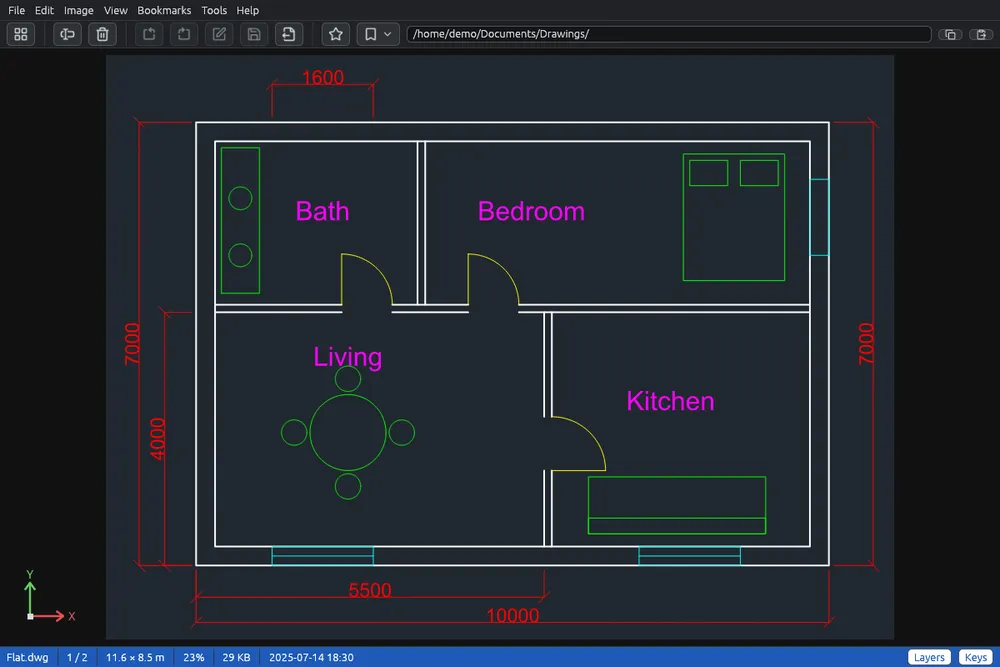 File Edit Image View Bookmarks Tools Help
/home/demo/Documents/Drawings/
1600
Bath
Bedroom
7000
7000
Living
Kitchen
4000
Y
X
5500
10000
Flat.dwg 1 / 2 11.6 × 8.5 m 23% 29 KB 2025-07-14 18:30 Layers Keys